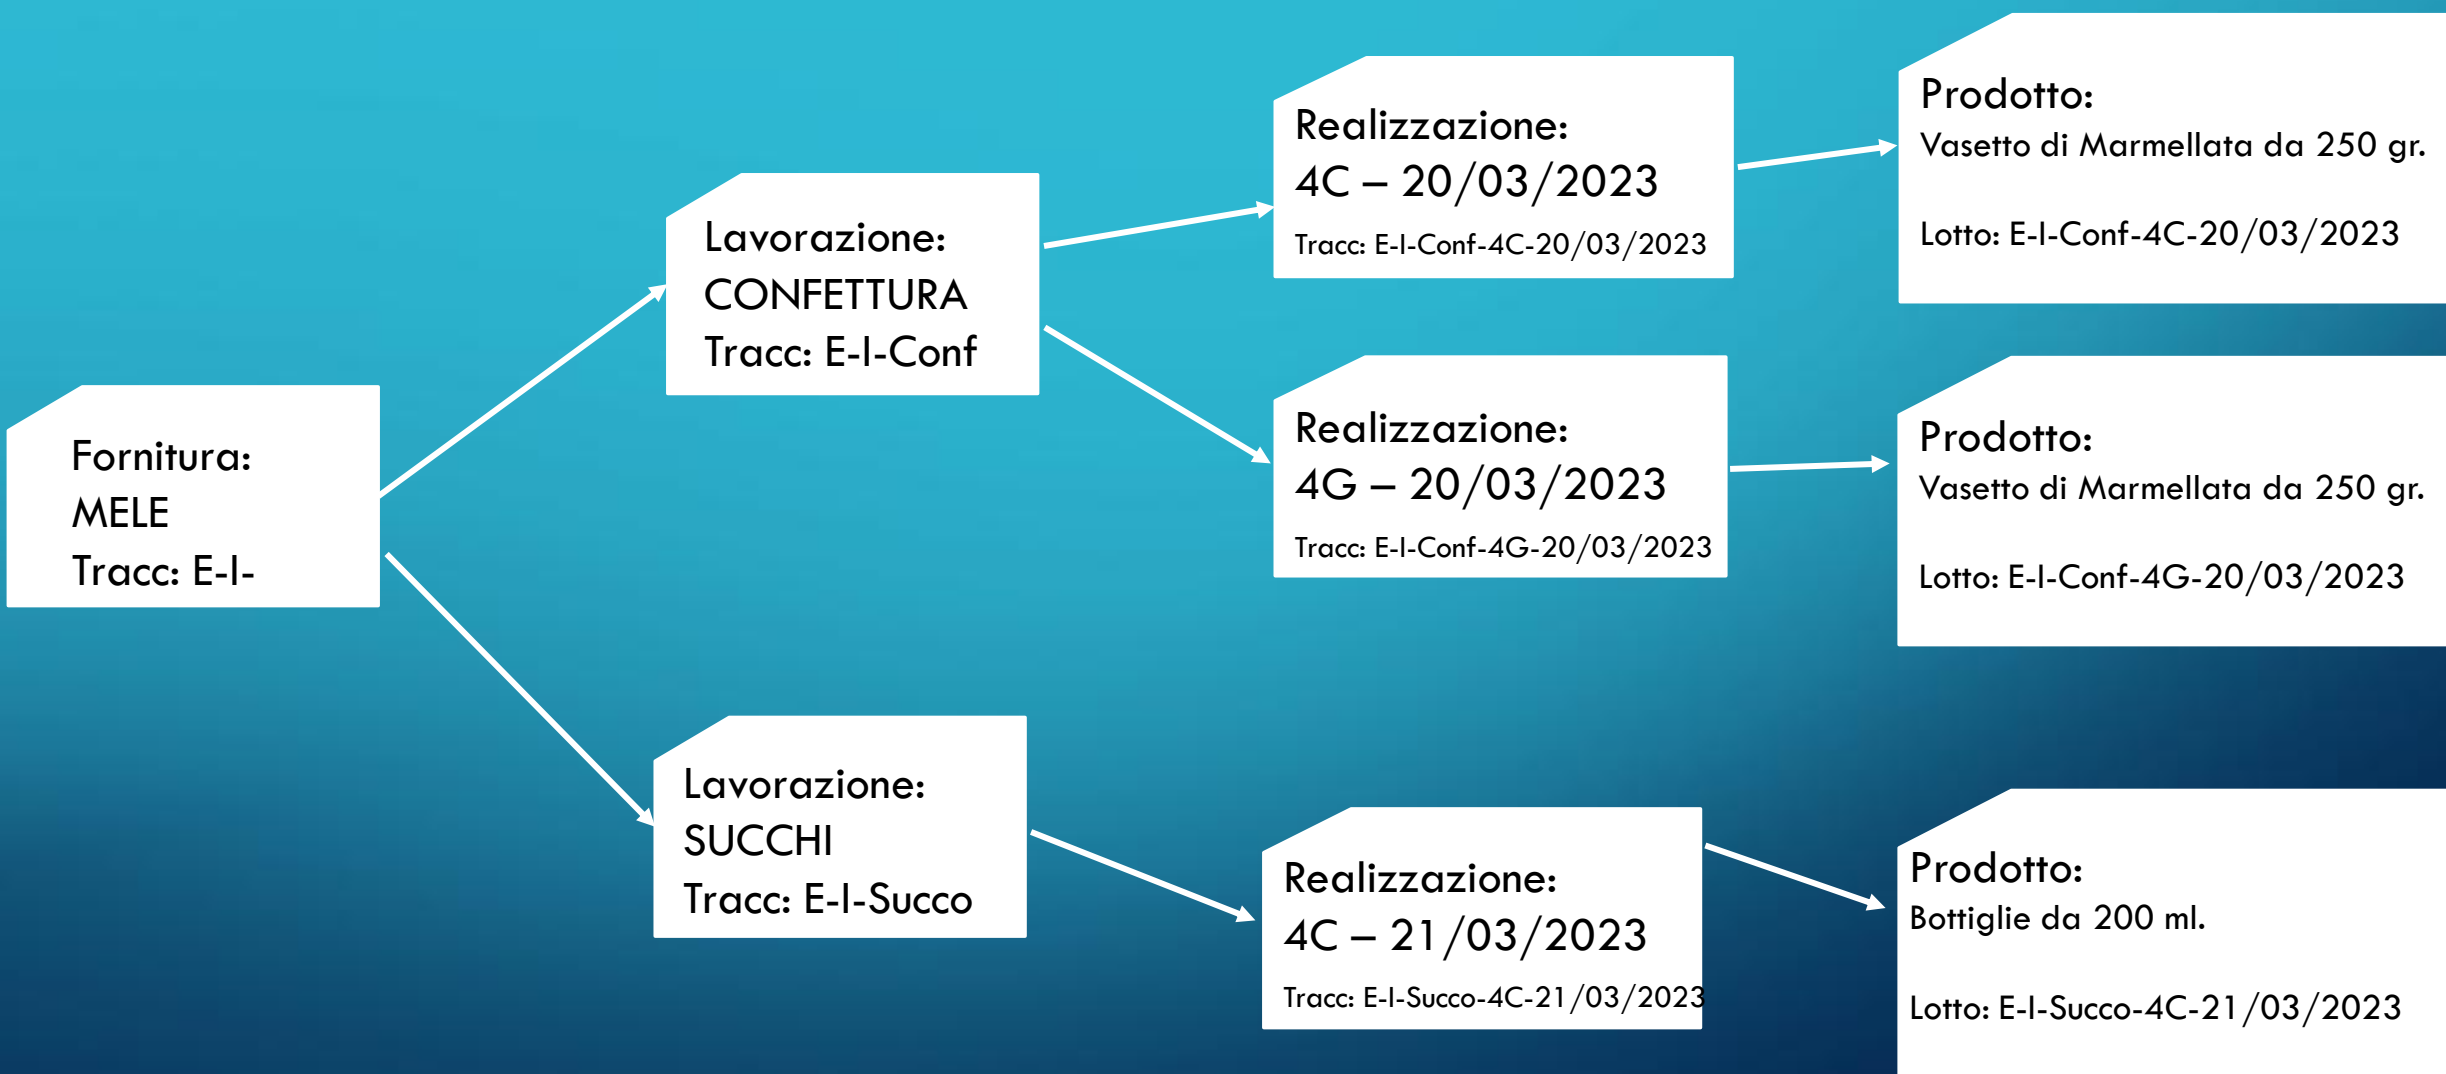 Fornitura:
MELE
Tracc: E-I-
Lavorazione:
CONFETTURA
Tracc: E-I-Conf
Lavorazione:
SUCCHI
Tracc: E-I-Succo
Realizzazione:
4C – 20/03/2023
Tracc: E-I-Conf-4C-20/03/2023
Realizzazione:
4G – 20/03/2023
Tracc: E-I-Conf-4G-20/03/2023
Realizzazione:
4C – 21/03/2023
Tracc: E-I-Succo-4C-21/03/2023
Prodotto:
Vasetto di Marmellata da 250 gr.
Lotto: E-I-Conf-4C-20/03/2023
Prodotto:
Vasetto di Marmellata da 250 gr.
Lotto: E-I-Conf-4G-20/03/2023
Prodotto:
Bottiglie da 200 ml.
Lotto: E-I-Succo-4C-21/03/2023